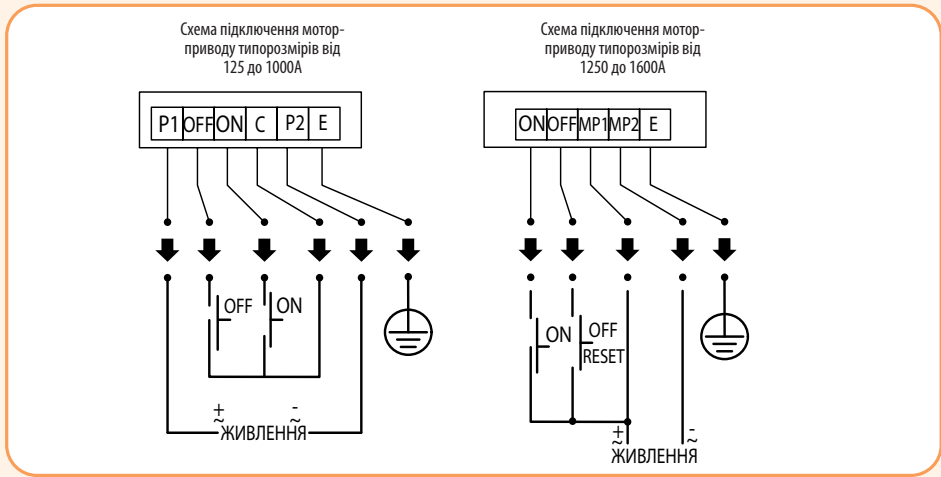 Схема підключення мотор-
приводу типорозмірів від
125 до 1000А
P1 OFF ON C P2 E
OFF ON
+ -
~ ~
ЖИВЛЕННЯ
Схема підключення мотор-
приводу типорозмірів від
1250 до 1600А
ON OFF MP1 MP2 E
ON OFF
RESET
+ -
~ ~
ЖИВЛЕННЯ